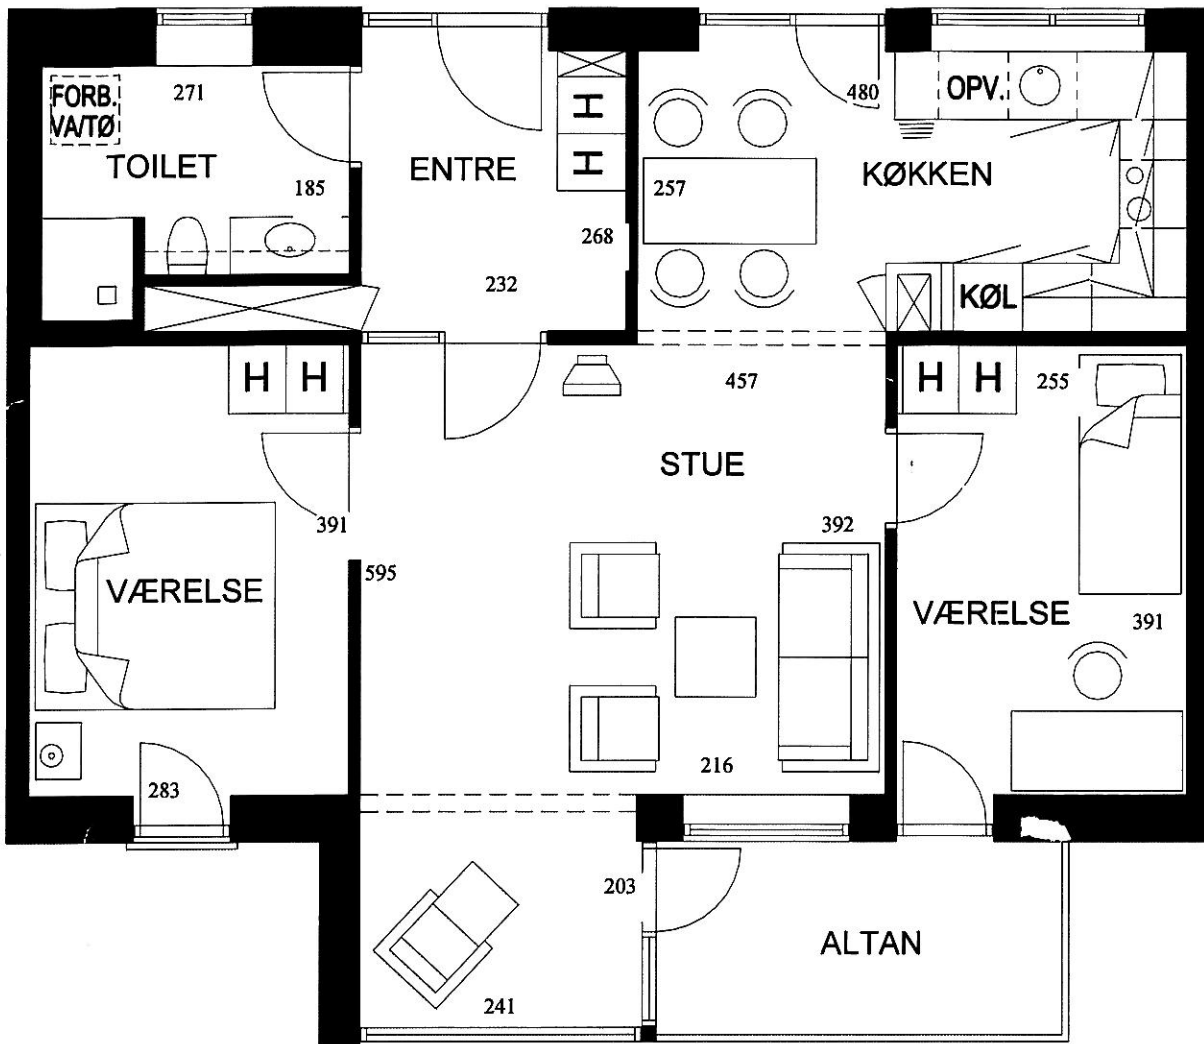 271
FORB.
VA/TØ
TOILET
185
ENTRE
H
H
268
232
480
OPV.
257
KØKKEN
KØL
H H
457
H H
255
STUE
391
392
595
VÆRELSE
VÆRELSE
391
283
216
203
ALTAN
241